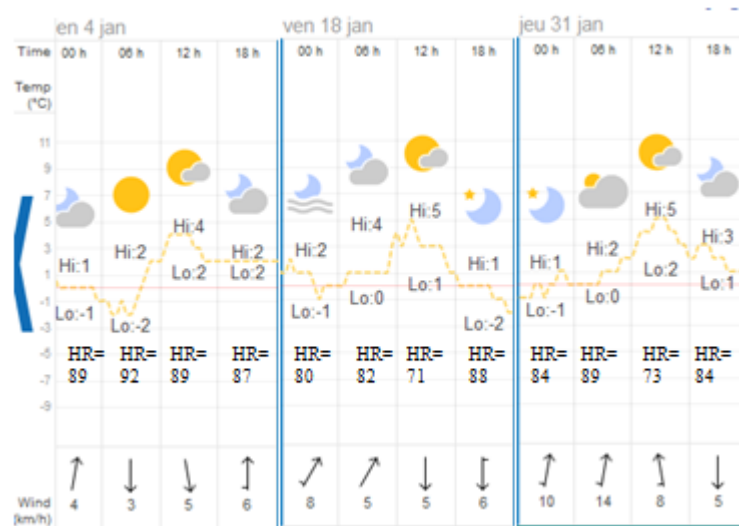 en 4 jan ven 18 jan jeu 31 jan
Time 00 h 06 h 12 h 18 h 00 h 06 h 12 h 18 h 00 h 06 h 12 h 18 h
Temp
(°C)
11
9
7
5
3
1
-1
-3
-5
-7
-9
Hi:1 Hi:2 Hi:4 Hi:2 Hi:2 Hi:4 Hi:5 Hi:1 Hi:1 Hi:2 Hi:5 Hi:3
Lo:-1 Lo:-2 Lo:2 Lo:2 Lo:-1 Lo:0 Lo:1 Lo:-2 Lo:-1 Lo:0 Lo:2 Lo:1
HR= HR= HR= HR= HR= HR= HR= HR= HR= HR= HR= HR=
89 92 89 87 80 82 71 88 84 89 73 84
Wind 4 3 5 6 8 5 5 6 10 14 8 5
(km/h)